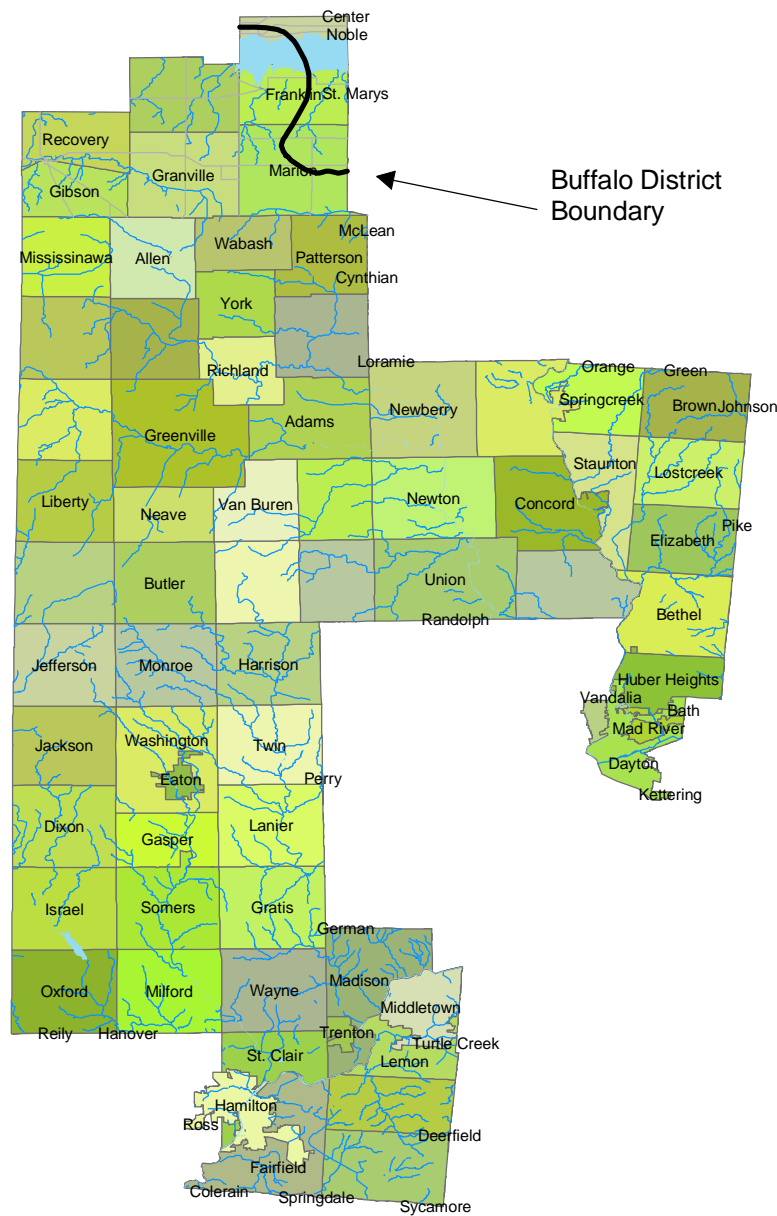 Center
Noble
Franklin St. Marys
Recovery
Marion
Granville
Gibson
Buffalo District
Boundary
McLean
Wabash
Mississinawa
Allen
Patterson
Cynthian
York
Loramie
Richland
Orange
Green
Springcreek
Brown
Johnson
Newberry
Adams
Greenville
Staunton
Lostcreek
Liberty
Neave
Van Buren
Newton
Concord
Pike
Elizabeth
Butler
Union
Bethel
Randolph
Jefferson
Monroe
Harrison
Huber Heights
Vandalia
Bath
Mad River
Washington
Jackson
Twin
Dayton
Eaton
Perry
Kettering
Dixon
Lanier
Gasper
Israel
Somers
Gratis
German
Madison
Oxford
Milford
Wayne
Middletown
Reily
Hanover
Trenton
Turtle Creek
St. Clair
Lemon
Hamilton
Ross
Deerfield
Fairfield
Colerain
Springdale
Sycamore